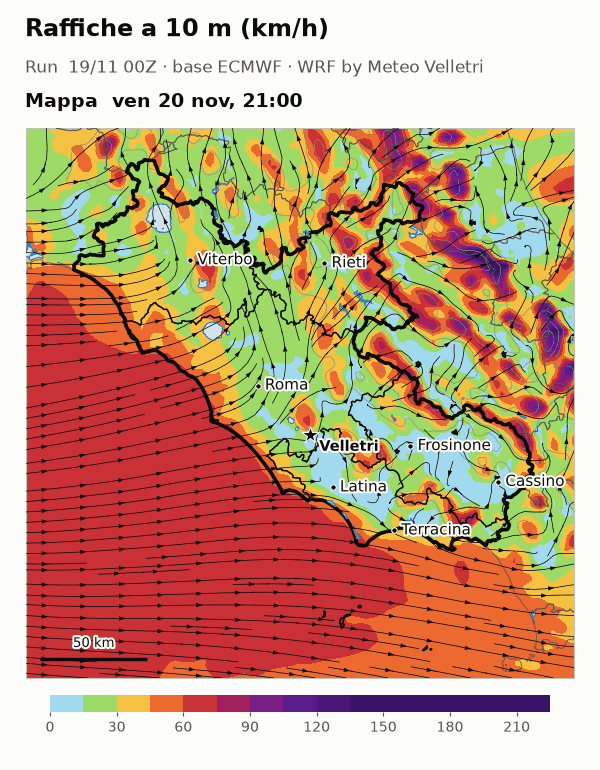 Raffiche a 10 m (km/h)
Run 19/11 00Z · base ECMWF · WRF by Meteo Velletri
Mappa ven 20 nov, 21:00
Viterbo
Rieti
Roma
Velletri
Frosinone
Latina
Cassino
Terracina
50 km
0 30 60 90 120 150 180 210